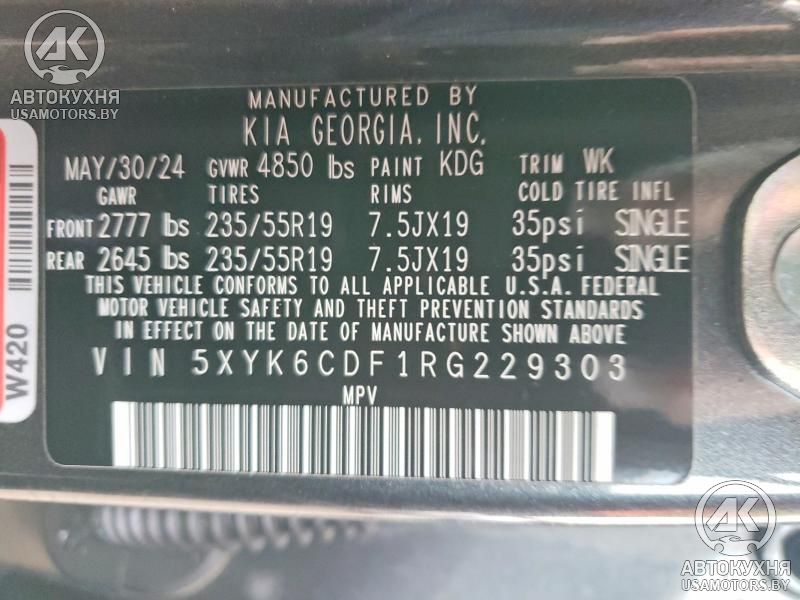 AK
АВТОКУХНЯ
USAMOTORS.BY
MANUFACTURED BY
KIA GEORGIA, INC.
MAY/30/24 GVWR 4850 lbs PAINT KDG TRIM WK
GAWR TIRES RIMS COLD TIRE INFL
FRONT 2777 lbs 235/55R19 7.5JX19 35psi SINGLE
REAR 2645 lbs 235/55R19 7.5JX19 35psi SINGLE
THIS VEHICLE CONFORMS TO ALL APPLICABLE U.S.A. FEDERAL
MOTOR VEHICLE SAFETY AND THEFT PREVENTION STANDARDS
IN EFFECT ON THE DATE OF MANUFACTURE SHOWN ABOVE
VIN 5XYK6CDF1RG229303
MPV
W420
AK
АВТОКУХНЯ
USAMOTORS.BY